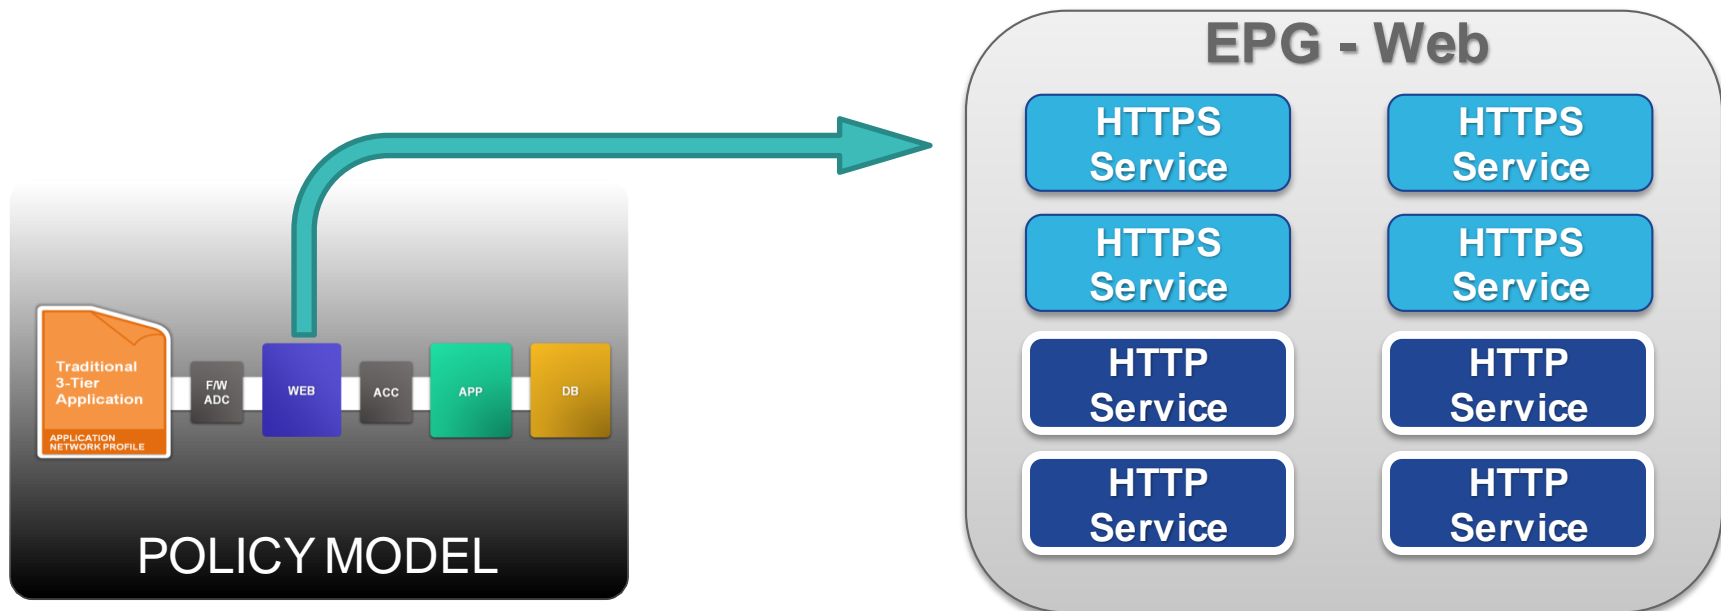 EPG - Web
HTTPS
Service
HTTPS
Service
HTTPS
Service
HTTPS
Service
HTTP
Service
HTTP
Service
HTTP
Service
HTTP
Service
Traditional
3-Tier
Application
APPLICATION
NETWORK PROFILE
F/W
ADC
WEB
ACC
APP
DB
POLICY MODEL